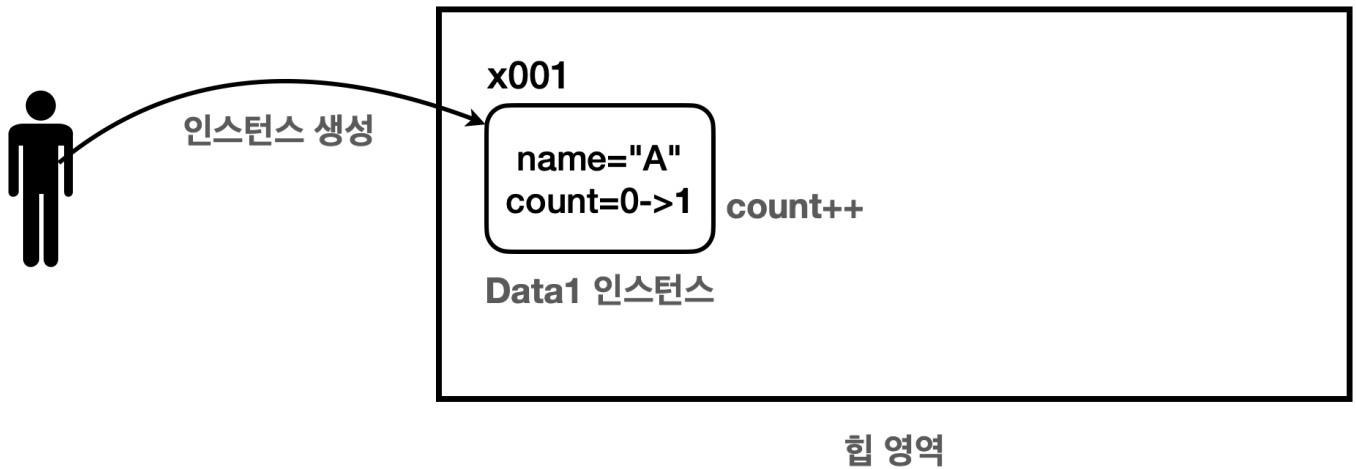 x001
인스턴스 생성
name="A"
count=0->1
count++
Data1 인스턴스
힙 영역